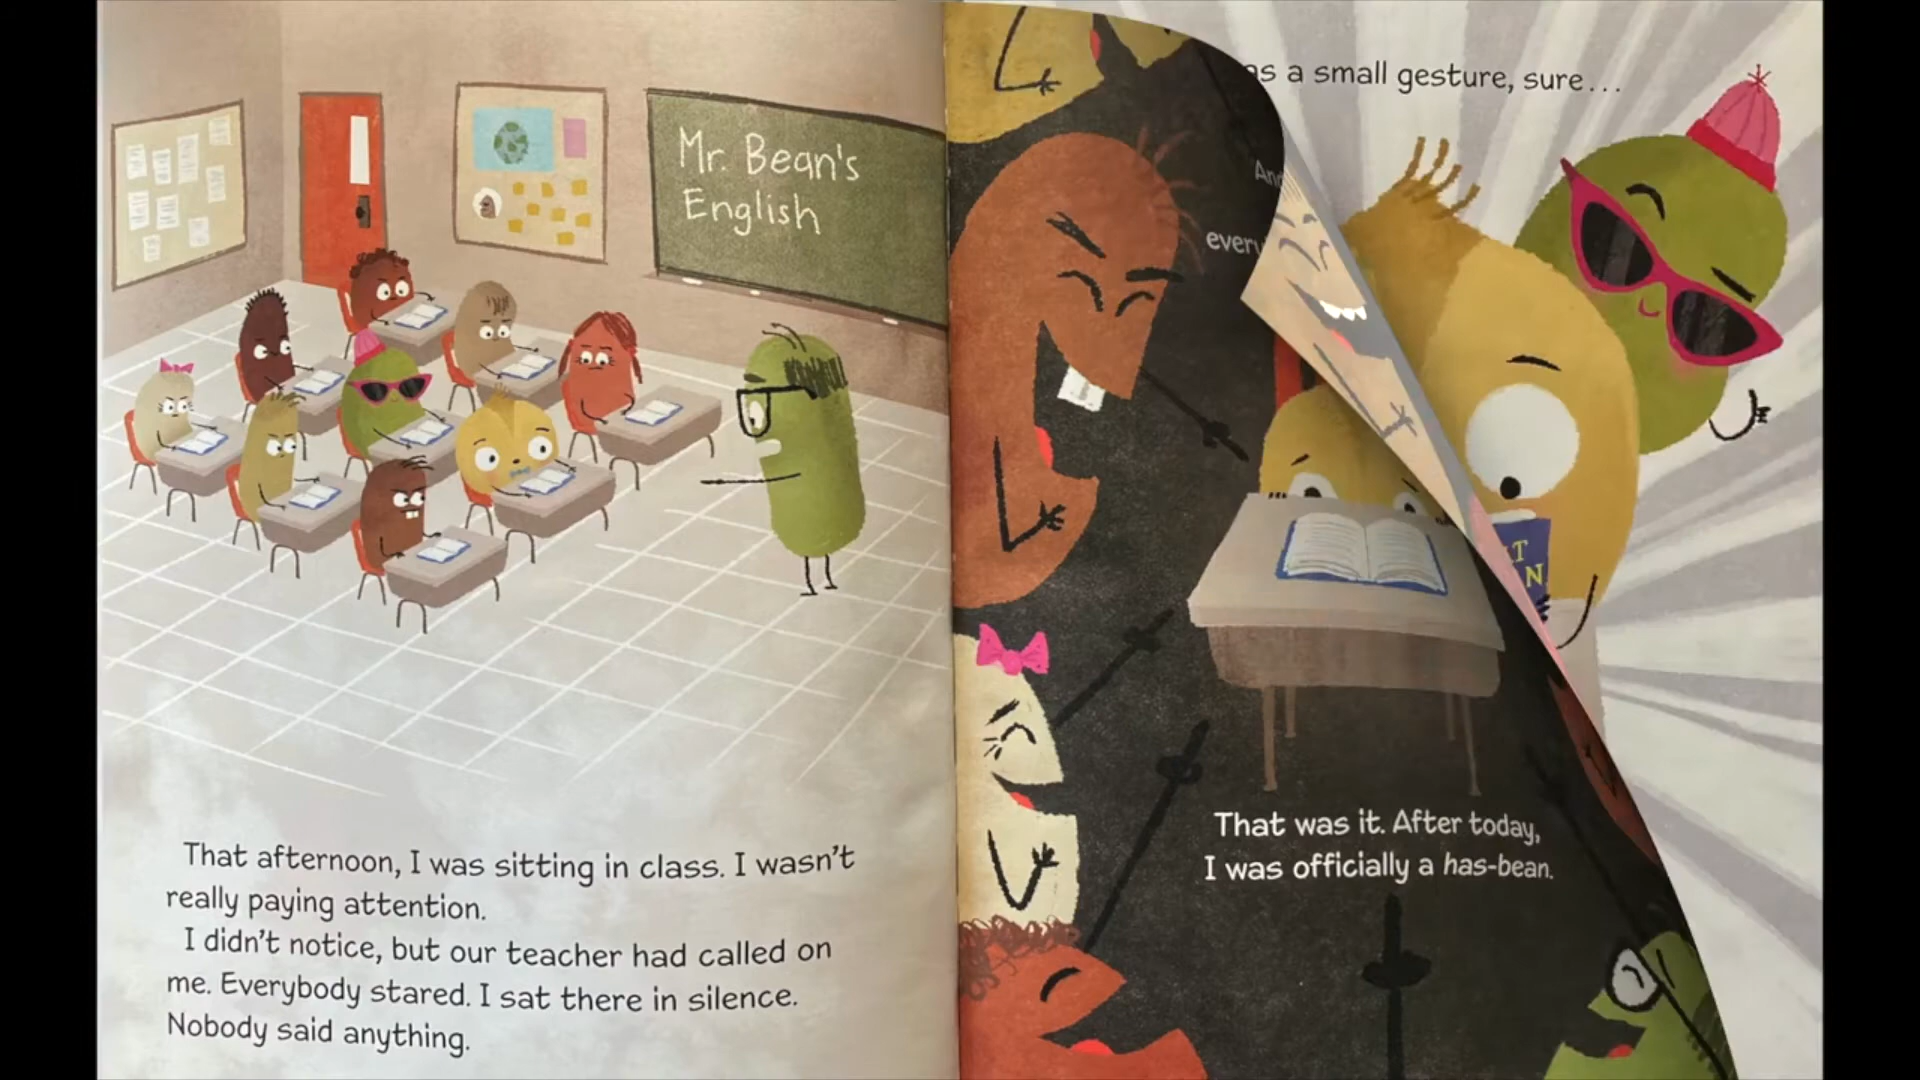 Mr. Bean's
English
That afternoon, I was sitting in class. I wasn't
really paying attention.
I didn't notice, but our teacher had called on
me. Everybody stared. I sat there in silence.
Nobody said anything.
That was it. After today,
I was officially a has-bean.
a small gesture, sure...